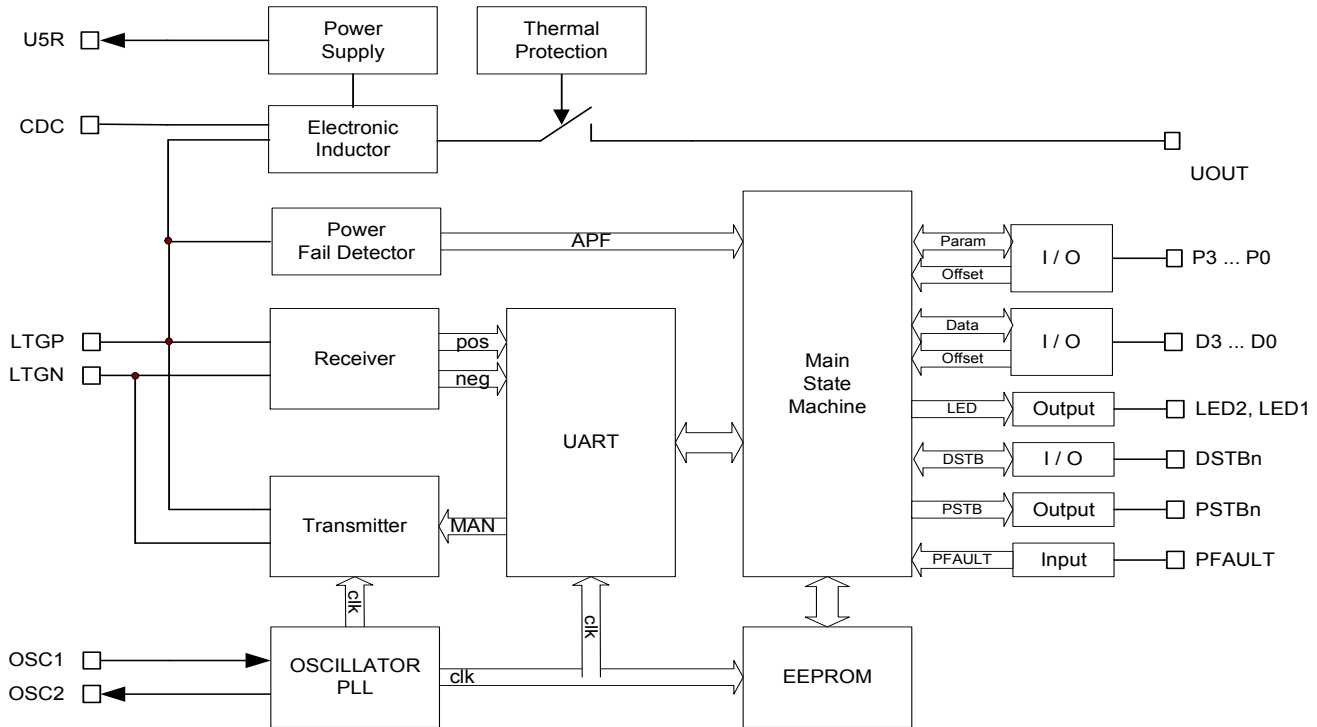 U5R
Power
Supply
Thermal
Protection
CDC
Electronic
Inductor
UOUT
Power
Fail Detector
APF
Param
Offset
I / O
P3 ... P0
LTGP
LTGN
Receiver
pos
neg
UART
Main
State
Machine
Data
Offset
I / O
D3 ... D0
LED
Output
LED2, LED1
DSTB
I / O
DSTBn
Transmitter
MAN
PSTB
Output
PSTBn
PFAULT
Input
PFAULT
clk
clk
OSC1
OSC2
OSCILLATOR
PLL
clk
EEPROM